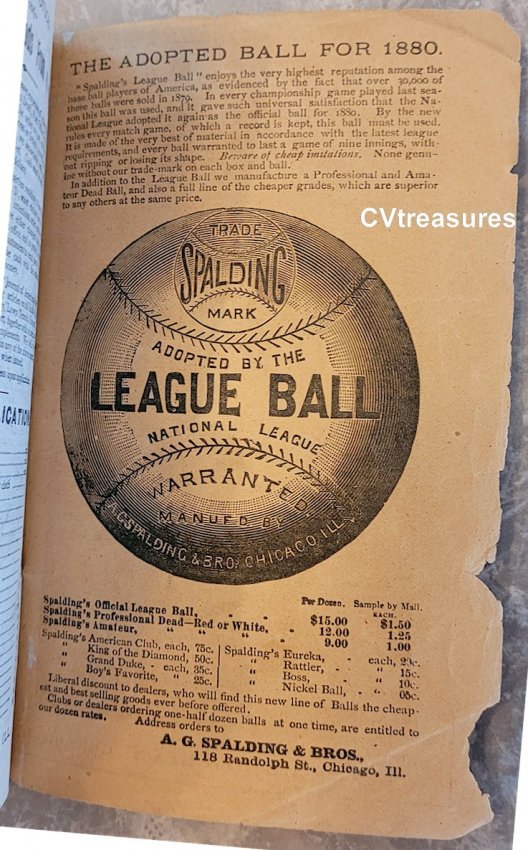 THE ADOPTED BALL FOR 1880.
"Spalding's League Ball" enjoys the very highest reputation among the
base ball players of America, as evidenced by the fact that over 30,000 of
these balls were sold in 1879. In every championship game played last sea-
son this ball was used, and it gave such universal satisfaction that the Na-
tional League adopted it again as the official ball for 1880. By the new
rules every match game, of which a record is kept, this ball must be used.
It is made of the very best of material in accordance with the latest league
requirements, and every ball warranted to last a game of nine innings, with-
out ripping or losing its shape. Beware of cheap imitations. None genu-
ine without our trade-mark on each box and ball.
In addition to the League Ball we manufacture a Professional and Ama-
teur Dead Ball, and also a full line of the cheaper grades, which are superior
to any others at the same price.
CVtreasures
TRADE
SPALDING
MARK
ADOPTED BY THE
LEAGUE BALL
NATIONAL LEAGUE
WARRANTED.
MANUFD BY
A.G. SPALDING & BRO. CHICAGO ILL.
Per Dozen. Sample by Mail.
EACH.
Spalding's Official League Ball, - - $15.00 $1.50
Spalding's Professional Dead—Red or White, - 12.00 1.25
Spalding's Amateur, " " " - 9.00 1.00
Spalding's American Club, each, 75c. Spalding's Eureka, - each, 20c.
" King of the Diamond, 50c. " Rattler, - " 15c.
" Grand Duke, - each, 35c. " Boss, - " 10c.
" Boy's Favorite, " 25c. " Nickel Ball, - " 05c.
Liberal discount to dealers, who will find this new line of Balls the cheap-
est and best selling goods ever before offered.
Clubs or dealers ordering one-half dozen balls at one time, are entitled to
our dozen rates.
Address orders to
A. G. SPALDING & BROS.,
118 Randolph St., Chicago, Ill.